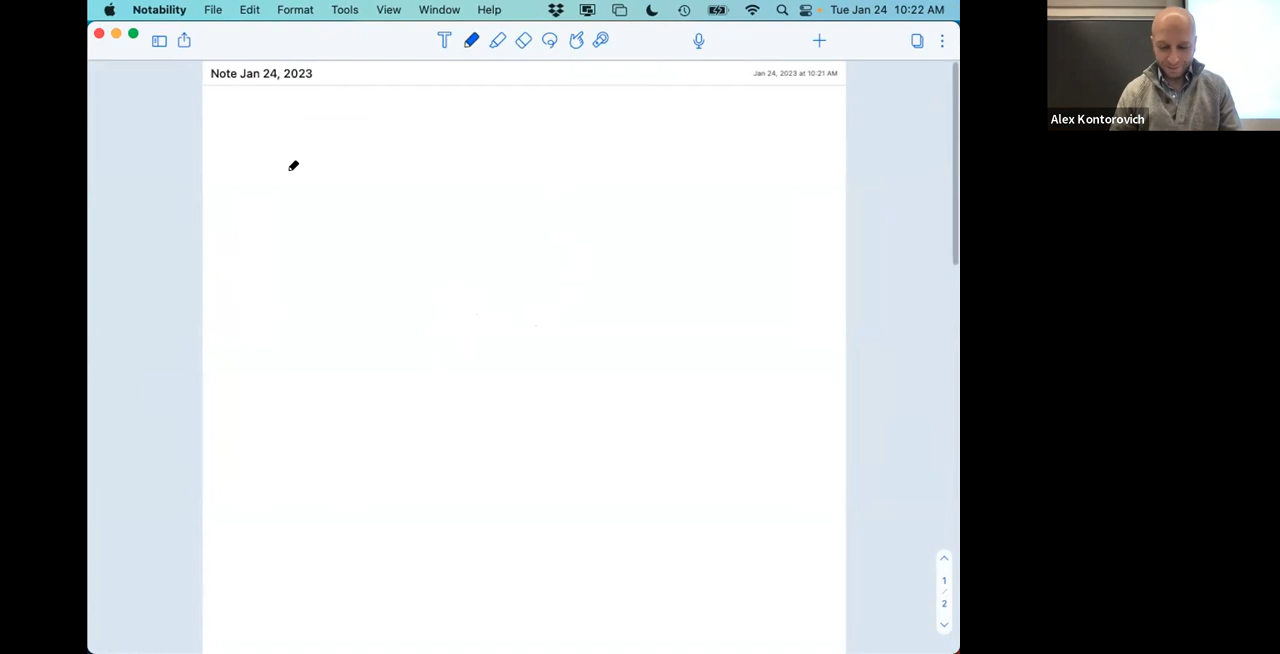 Notability File Edit Format Tools View Window Help Tue Jan 24 10:22 AM
Note Jan 24, 2023
Jan 24, 2023 at 10:21 AM
Alex Kontorovich
1
2